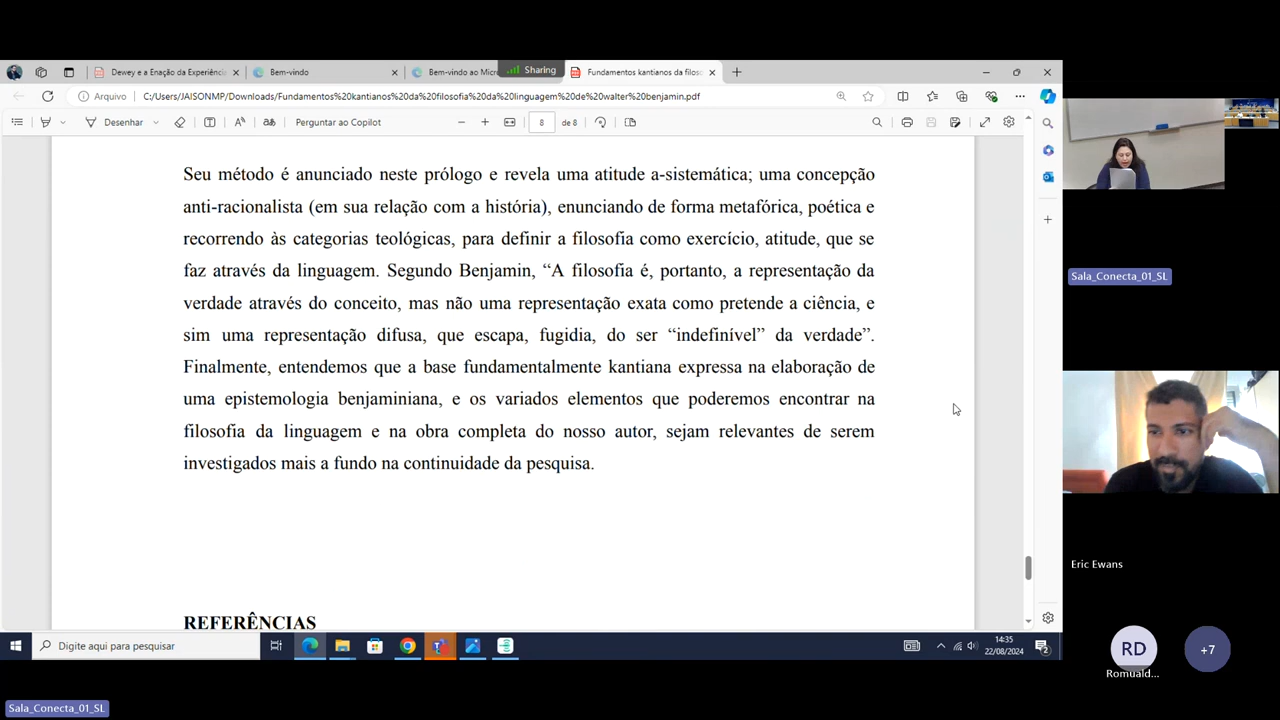 Dewey e a Enação da Experiênci
Bem-vindo
Bem-vindo ao Micr
Sharing
Fundamentos kantianos da filoso
Arquivo
C:/Users/JAISONMP/Downloads/Fundamentos%20kantianos%20da%20filosofia%20da%20linguagem%20de%20walter%20benjamin.pdf
Desenhar
Perguntar ao Copilot
8
de 8
Seu método é anunciado neste prólogo e revela uma atitude a-sistemática; uma concepção
anti-racionalista (em sua relação com a história), enunciando de forma metafórica, poética e
recorrendo às categorias teológicas, para definir a filosofia como exercício, atitude, que se
faz através da linguagem. Segundo Benjamin, “A filosofia é, portanto, a representação da
verdade através do conceito, mas não uma representação exata como pretende a ciência, e
sim uma representação difusa, que escapa, fugidia, do ser “indefinível” da verdade”.
Finalmente, entendemos que a base fundamentalmente kantiana expressa na elaboração de
uma epistemologia benjaminiana, e os variados elementos que poderemos encontrar na
filosofia da linguagem e na obra completa do nosso autor, sejam relevantes de serem
investigados mais a fundo na continuidade da pesquisa.
REFERÊNCIAS
Sala_Conecta_01_SL
Eric Ewans
RD
Romuald...
+7
Digite aqui para pesquisar
14:35
22/08/2024
2
Sala_Conecta_01_SL